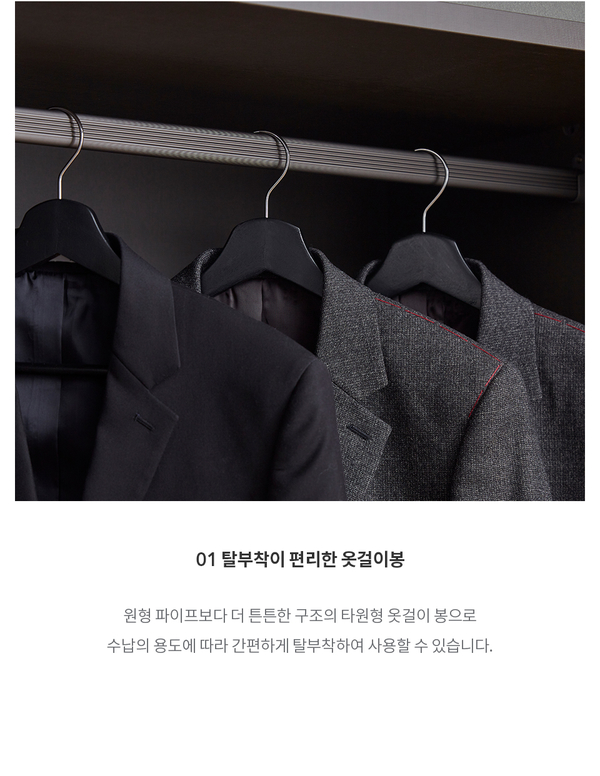 01 탈부착이 편리한 옷걸이봉
원형 파이프보다 더 튼튼한 구조의 타원형 옷걸이 봉으로
수납의 용도에 따라 간편하게 탈부착하여 사용할 수 있습니다.